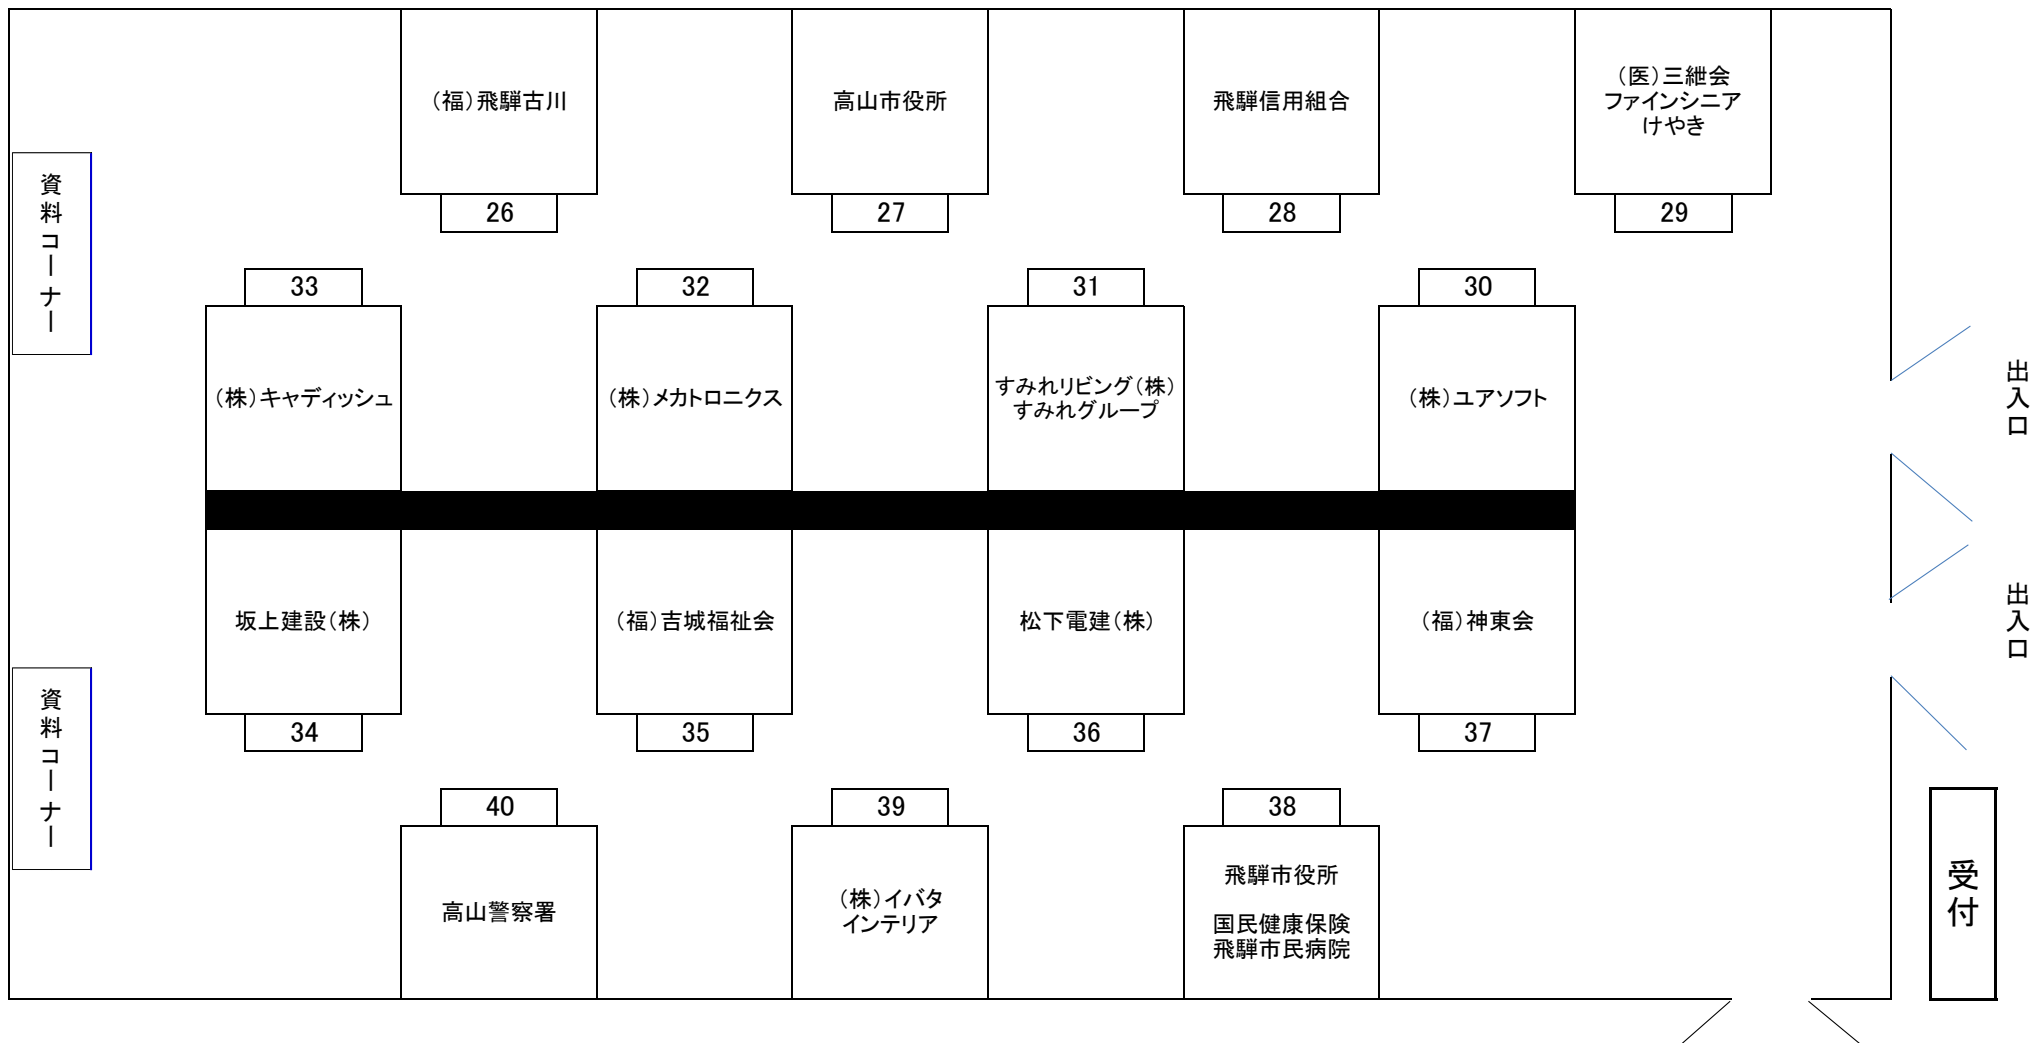 （福）飛騨古川
高山市役所
飛騨信用組合
（医）三紲会
ファインシニア
けやき
26
27
28
29
資料コーナー
33
32
31
30
（株）キャディッシュ
（株）メカトロニクス
すみれリビング（株）
すみれグループ
（株）ユアソフト
出入口
坂上建設（株）
（福）吉城福祉会
松下電建（株）
（福）神東会
出入口
34
35
36
37
資料コーナー
40
39
38
高山警察署
（株）イバタ
インテリア
飛騨市役所
国民健康保険
飛騨市民病院
受付